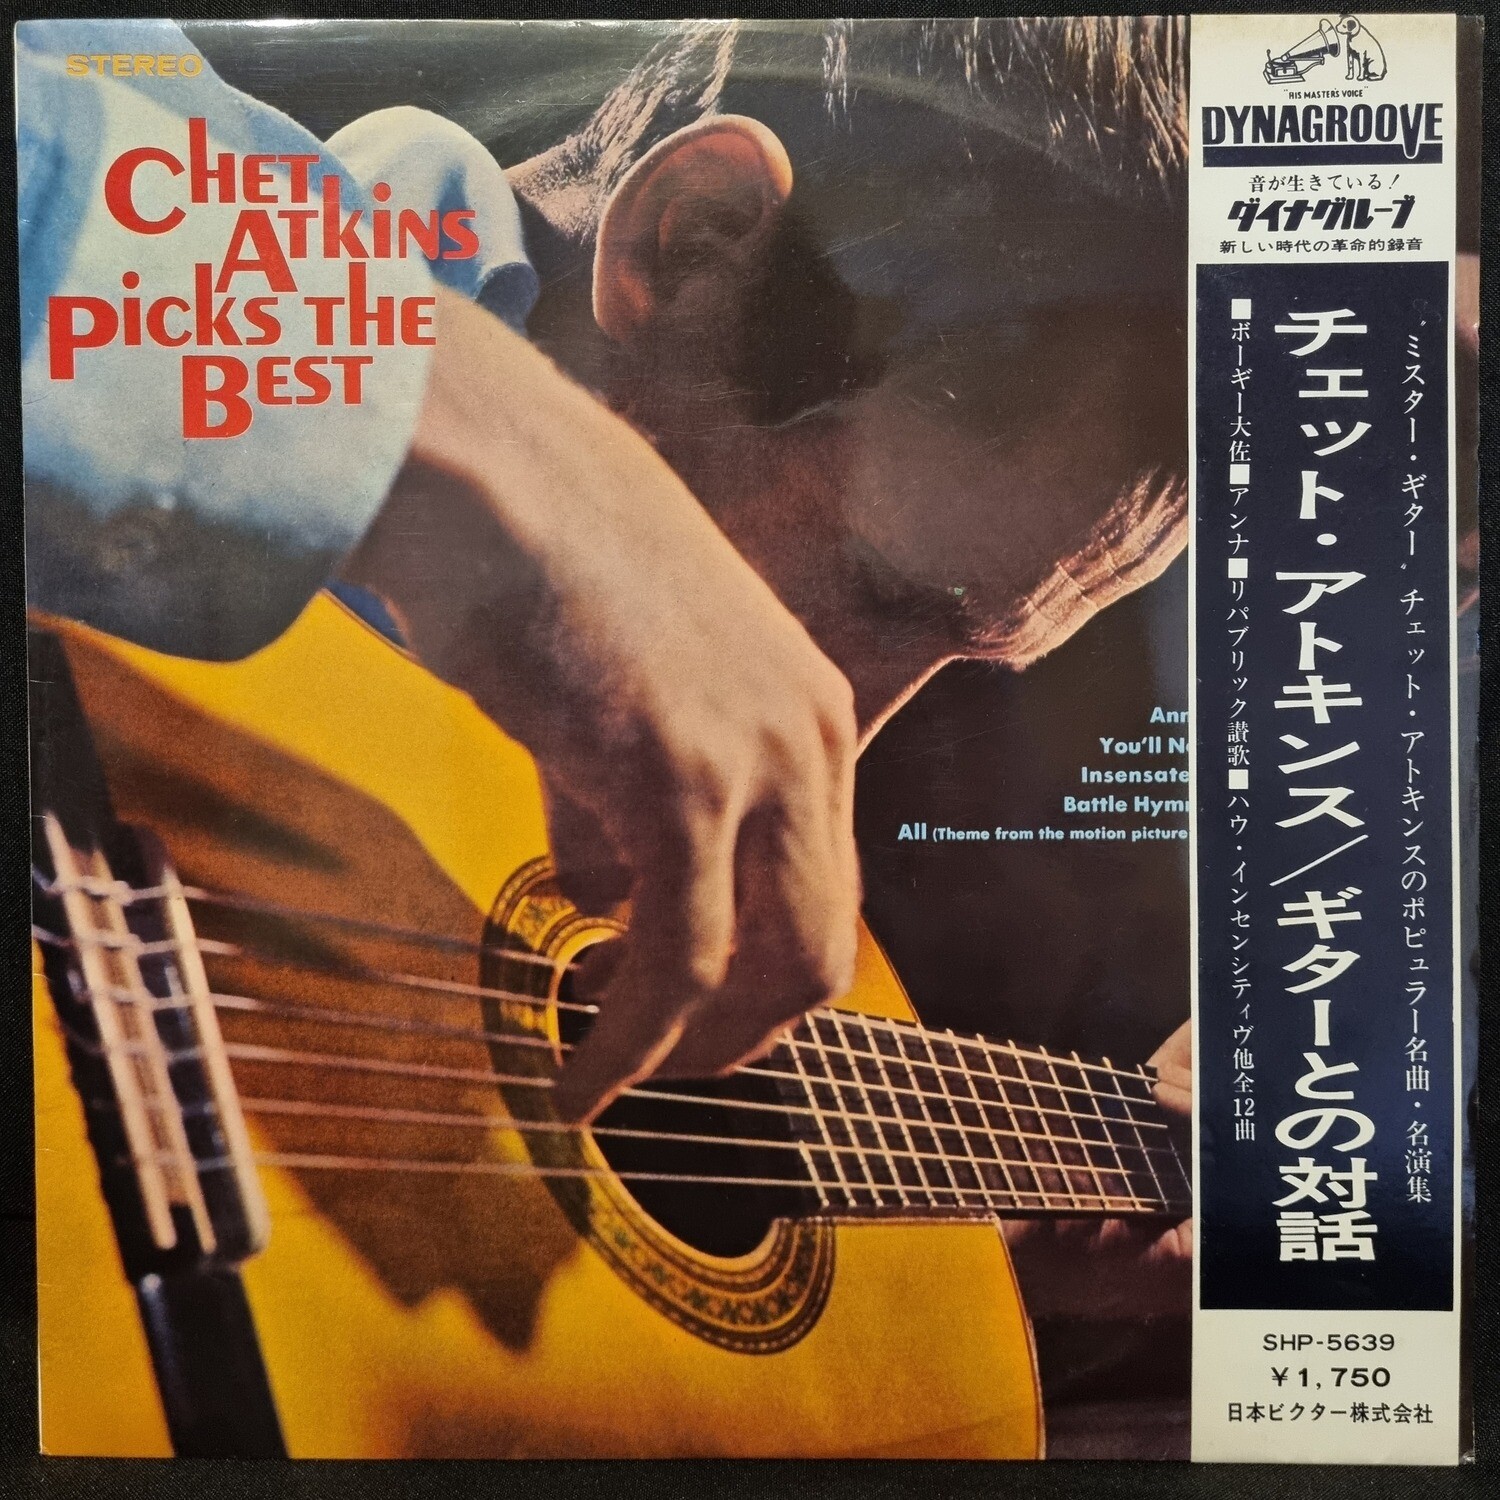 STEREO
CHET
ATKINS
PICKS THE
BEST
Ann
You'll Ne
Insensate
Battle Hymn
All (Theme from the motion picture
"HIS MASTER'S VOICE"
DYNAGROOVE
音が生きている!
ダイナグルーブ
新しい時代の革命的録音
〝ミスター・ギター〟チェット・アトキンスのポピュラー名曲・名演集
チェット・アトキンス/ギターとの対話
■ボーギー大佐■アンナ■リパブリック讃歌■ハウ・インセンシティヴ他全12曲
SHP-5639
¥1,750
日本ビクター株式会社